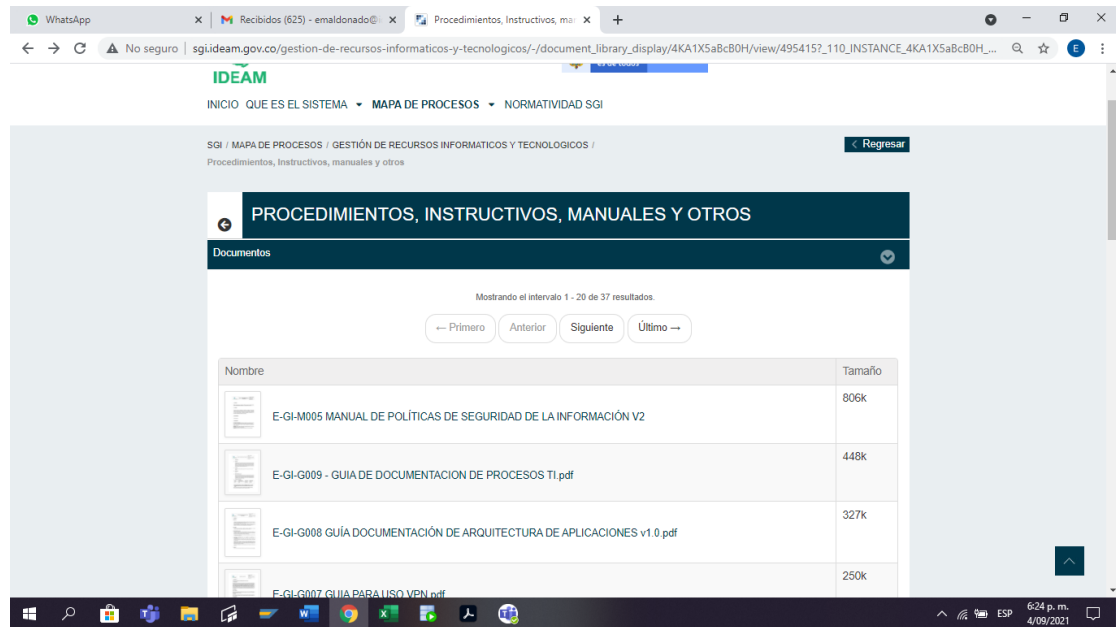 WhatsApp
Recibidos (625) - emaldonado@
Procedimientos, Instructivos, ma
No seguro
sgi.ideam.gov.co/gestion-de-recursos-informaticos-y-tecnologicos/-/document_library_display/4KA1X5aBcB0H/view/495415?_110_INSTANCE_4KA1X5aBcB0H_...
E
IDEAM
es de todos
INICIO QUE ES EL SISTEMA MAPA DE PROCESOS NORMATIVIDAD SGI
SGI / MAPA DE PROCESOS / GESTIÓN DE RECURSOS INFORMATICOS Y TECNOLOGICOS /
Procedimientos, Instructivos, manuales y otros
Regresar
PROCEDIMIENTOS, INSTRUCTIVOS, MANUALES Y OTROS
Documentos
Mostrando el intervalo 1 - 20 de 37 resultados.
← Primero Anterior Siguiente Último →
Nombre Tamaño
E-GI-M005 MANUAL DE POLÍTICAS DE SEGURIDAD DE LA INFORMACIÓN V2 806k
E-GI-G009 - GUIA DE DOCUMENTACION DE PROCESOS TI.pdf 448k
E-GI-G008 GUÍA DOCUMENTACIÓN DE ARQUITECTURA DE APLICACIONES v1.0.pdf 327k
E-GI-G007 GUIA PARA USO VPN.pdf 250k
ESP
6:24 p. m.
4/09/2021